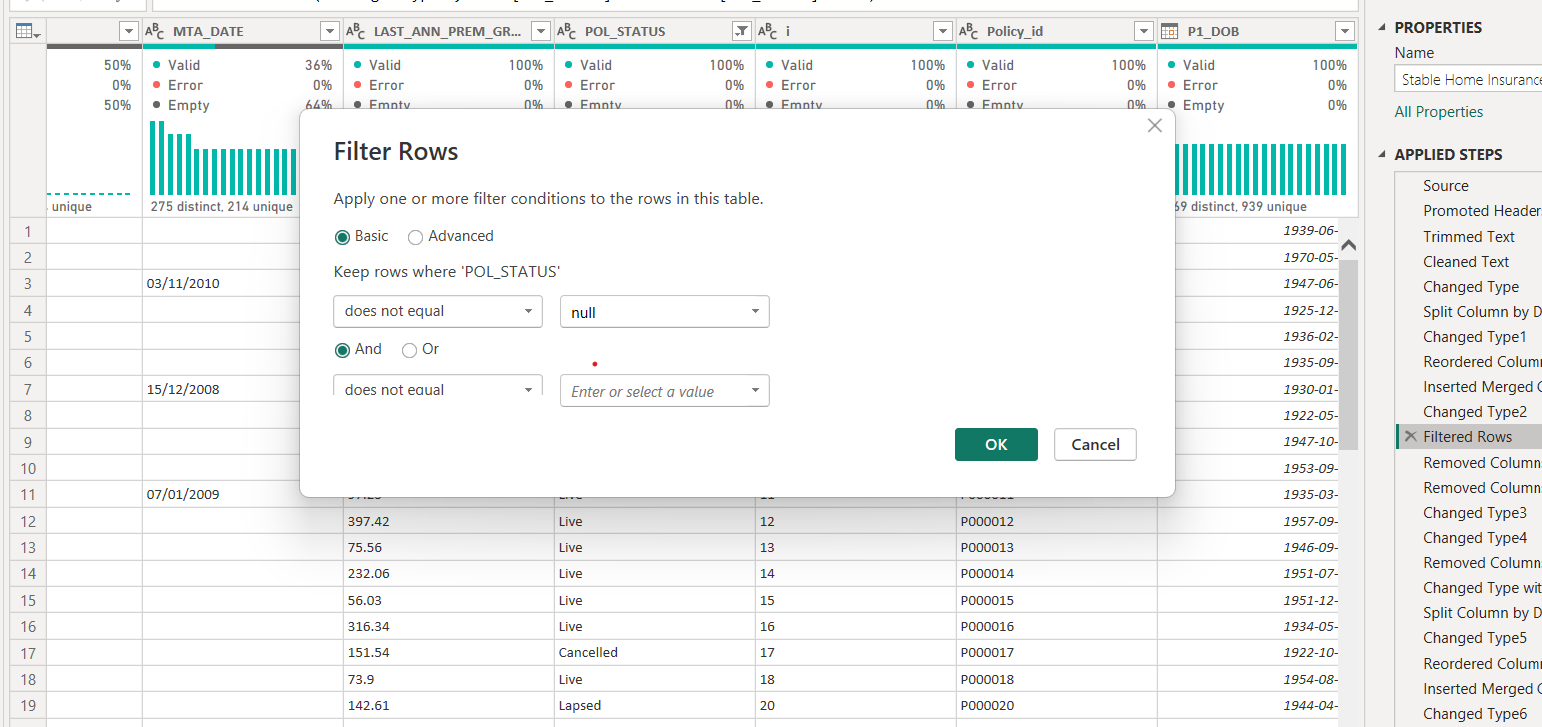 MTA_DATE LAST_ANN_PREM_GR... POL_STATUS i Policy_id P1_DOB
50% Valid 36% Valid 100% Valid 100% Valid 100% Valid 100% Valid 100%
0% Error 0% Error 0% Error 0% Error 0% Error 0% Error 0%
50% Empty 64% Empty 0% Empty 0% Empty 0% Empty 0% Empty 0%
unique 275 distinct, 214 unique 69 distinct, 939 unique
Filter Rows
Apply one or more filter conditions to the rows in this table.
Basic Advanced
Keep rows where 'POL_STATUS'
does not equal null
And Or
does not equal Enter or select a value
OK Cancel
1 1939-06-
2 1970-05-
3 03/11/2010 1947-06-
4 1925-12-
5 1936-02-
6 1935-09-
7 15/12/2008 1930-01-
8 1922-05-
9 1947-10-
10 1953-09-
11 07/01/2009 1935-03-
12 397.42 Live 12 P000012 1957-09-
13 75.56 Live 13 P000013 1946-09-
14 232.06 Live 14 P000014 1951-07-
15 56.03 Live 15 P000015 1951-12-
16 316.34 Live 16 P000016 1934-05-
17 151.54 Cancelled 17 P000017 1922-10-
18 73.9 Live 18 P000018 1954-08-
19 142.61 Lapsed 20 P000020 1944-04-
PROPERTIES
Name
Stable Home Insurance
All Properties
APPLIED STEPS
Source
Promoted Header
Trimmed Text
Cleaned Text
Changed Type
Split Column by D
Changed Type1
Reordered Colum
Inserted Merged C
Changed Type2
Filtered Rows
Removed Column
Removed Column
Changed Type3
Changed Type4
Removed Column
Changed Type wit
Split Column by D
Changed Type5
Reordered Colum
Inserted Merged C
Changed Type6